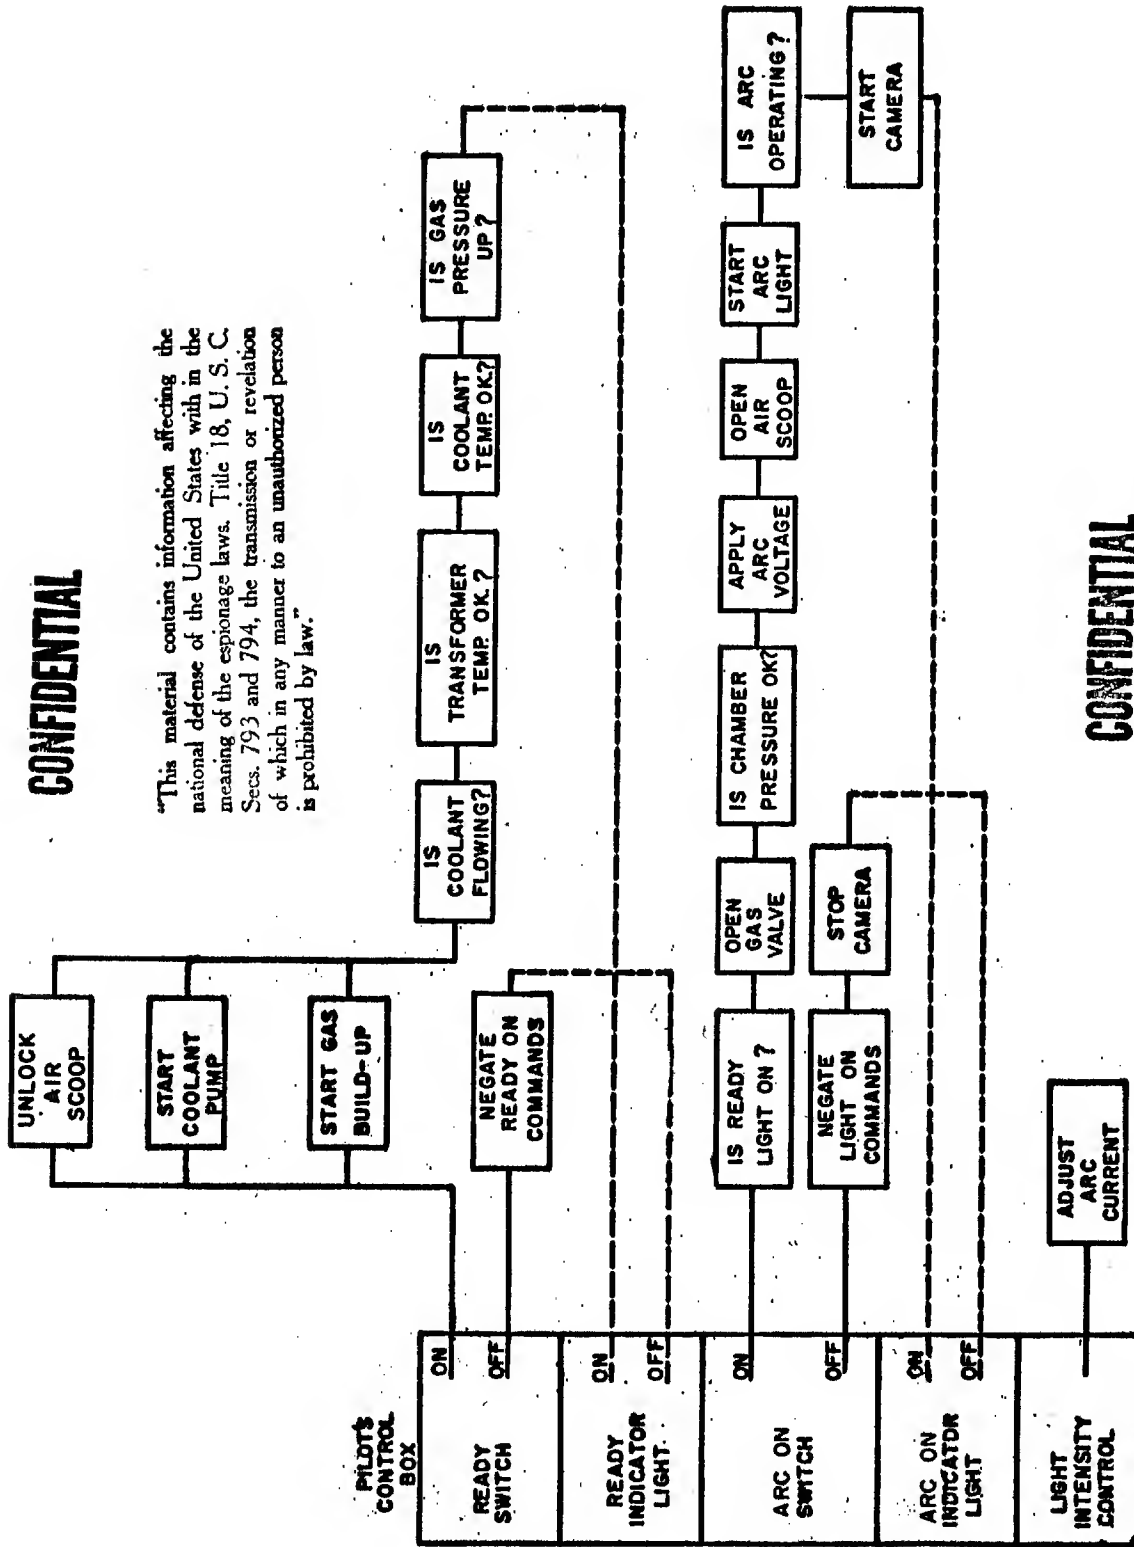 CONFIDENTIAL
"This material contains information affecting the
national defense of the United States with in the
meaning of the espionage laws. Title 18, U. S. C.
Secs. 793 and 794, the transmission or revelation
of which in any manner to an unauthorized person
is prohibited by law."
PILOT'S
CONTROL
BOX
READY
SWITCH
ON
OFF
UNLOCK
AIR
SCOOP
START
COOLANT
PUMP
START GAS
BUILD-UP
IS
COOLANT
FLOWING?
IS
TRANSFORMER
TEMP. OK.?
IS
COOLANT
TEMP. OK.?
IS GAS
PRESSURE
UP?
NEGATE
READY ON
COMMANDS
READY
INDICATOR
LIGHT
ON
OFF
ARC ON
SWITCH
ON
OFF
IS READY
LIGHT ON ?
OPEN
GAS
VALVE
IS CHAMBER
PRESSURE OK?
APPLY
ARC
VOLTAGE
OPEN
AIR
SCOOP
START
ARC
LIGHT
IS ARC
OPERATING?
START
CAMERA
NEGATE
LIGHT ON
COMMANDS
STOP
CAMERA
ARC ON
INDICATOR
LIGHT
ON
OFF
LIGHT
INTENSITY
CONTROL
ADJUST
ARC
CURRENT
CONFIDENTIAL